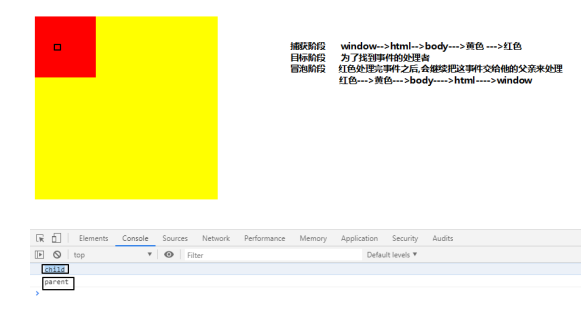 捕获阶段 window-->html-->body--->黄色 --->红色
目标阶段 为了找到事件的处理者
冒泡阶段 红色处理完事件之后,会继续把这事件交给他的父亲来处理
红色--->黄色--->body---->html---->window
Elements Console Sources Network Performance Memory Application Security Audits
top ▼ Filter Default levels ▼
child
parent
>